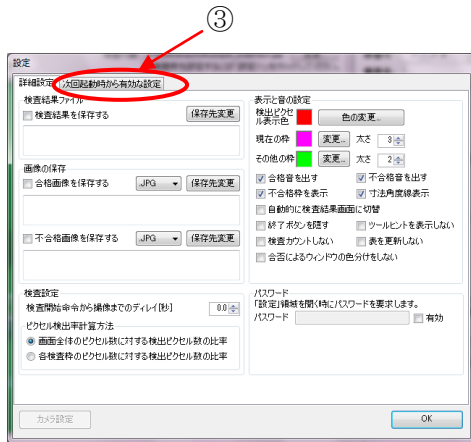 ③
設定
詳細設定 次回起動時から有効な設定
検査結果ファイル
検査結果を保存する 保存先変更
画像の保存
合格画像を保存する .JPG 保存先変更
不合格画像を保存する .JPG 保存先変更
検査設定
検査開始命令から撮像までのディレイ[秒] 0.0
ピクセル検出率計算方法
画面全体のピクセル数に対する検出ピクセル数の比率
各検査枠のピクセル数に対する検出ピクセル数の比率
表示と音の設定
検出ピクセル表示色 色の変更...
現在の枠 変更... 太さ 3
その他の枠 変更... 太さ 2
合格音を出す 不合格音を出す
不合格枠を表示 寸法角度線表示
自動的に検査結果画面に切替
終了ボタンを隠す ツールヒントを表示しない
検査カウントしない 表を更新しない
合否によるウィンドウの色分けをしない
パスワード
「設定」領域を開く時にパスワードを要求します。
パスワード 有効
カメラ設定 OK